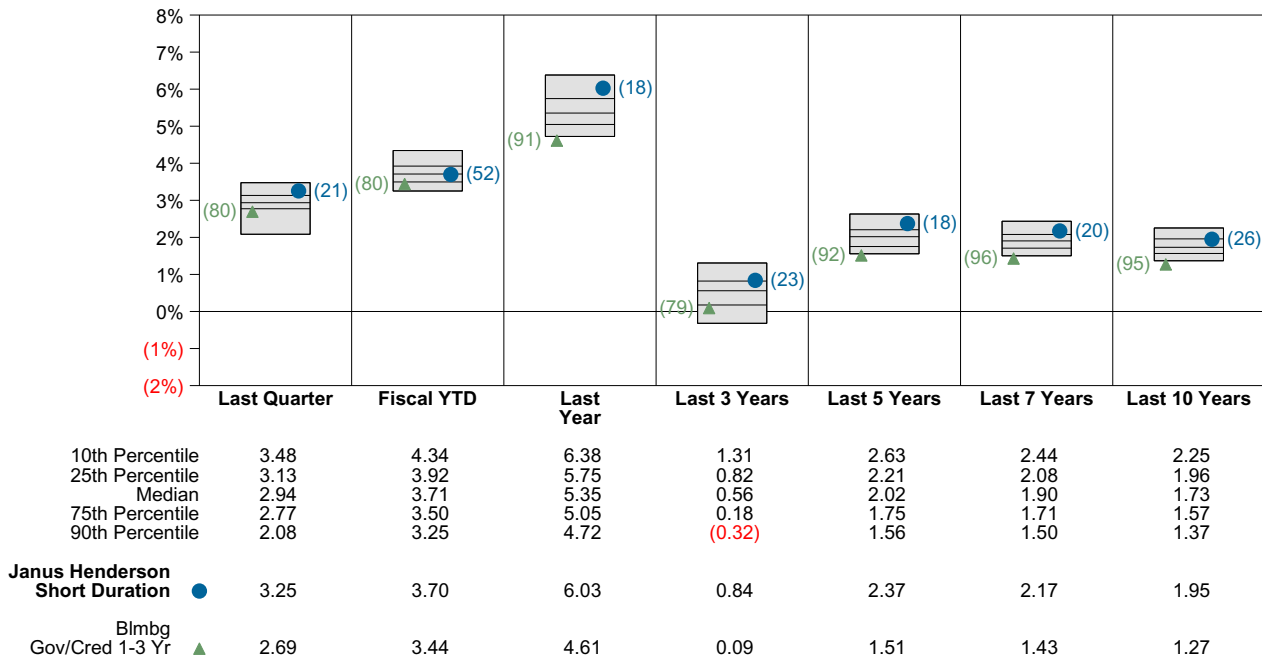 8%
7%
6%
5%
4%
3%
2%
1%
0%
(1%)
(2%)
(80) (21)
(80) (52)
(91) (18)
(79) (23)
(92) (18)
(96) (20)
(95) (26)
Last Quarter Fiscal YTD Last Year Last 3 Years Last 5 Years Last 7 Years Last 10 Years
10th Percentile 3.48 4.34 6.38 1.31 2.63 2.44 2.25
25th Percentile 3.13 3.92 5.75 0.82 2.21 2.08 1.96
Median 2.94 3.71 5.35 0.56 2.02 1.90 1.73
75th Percentile 2.77 3.50 5.05 0.18 1.75 1.71 1.57
90th Percentile 2.08 3.25 4.72 (0.32) 1.56 1.50 1.37
Janus Henderson
Short Duration 3.25 3.70 6.03 0.84 2.37 2.17 1.95
Blmbg
Gov/Cred 1-3 Yr 2.69 3.44 4.61 0.09 1.51 1.43 1.27